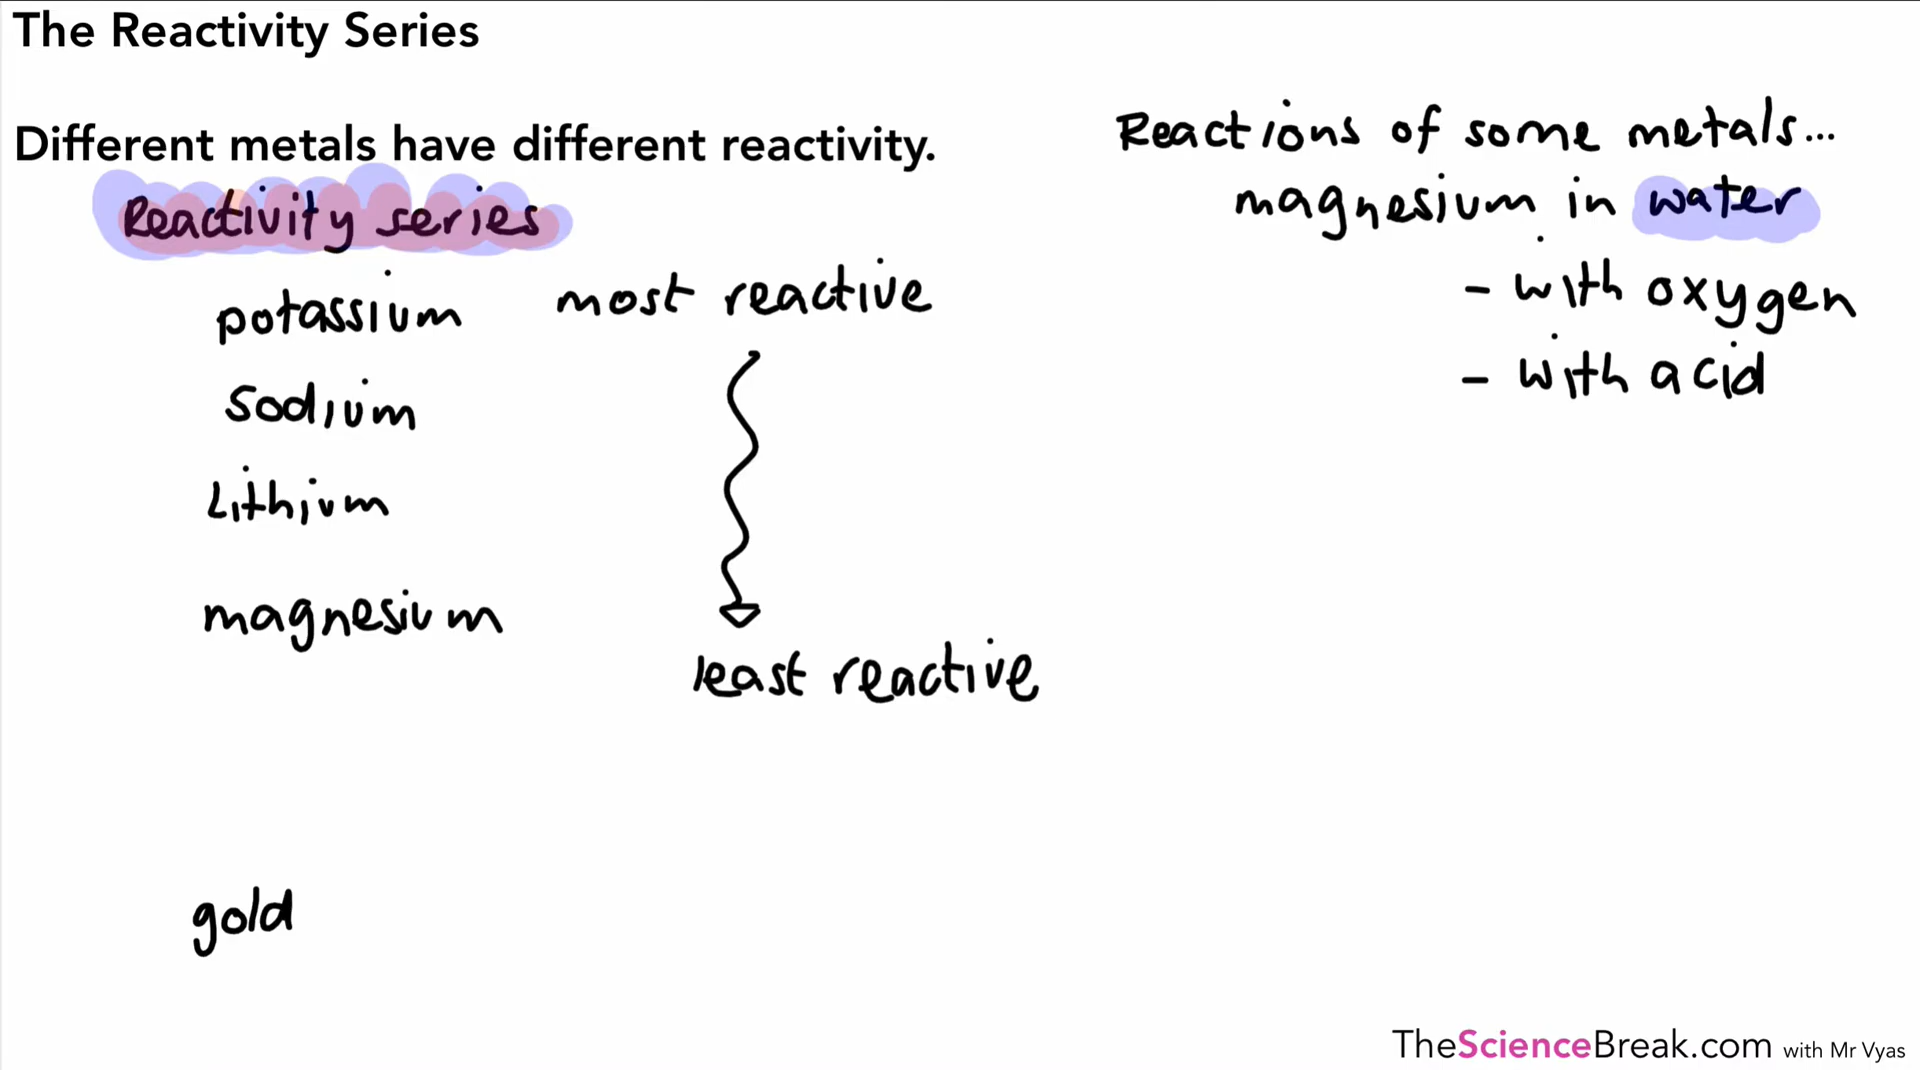 The Reactivity Series
Different metals have different reactivity.
Reactivity series
potassium
sodium
Lithium
magnesium
gold
most reactive
least reactive
Reactions of some metals...
magnesium in water
- with oxygen
- with acid
TheScienceBreak.com with Mr Vyas